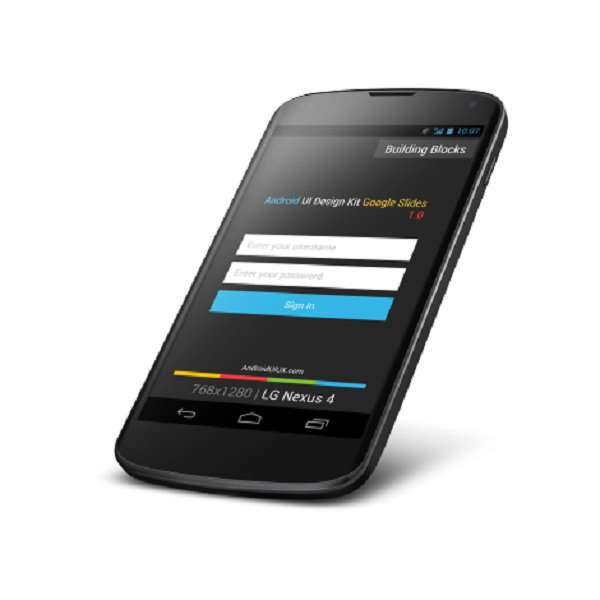 10:97
Building Blocks
Android UI Design Kit Google Slides
1.0
Enter your username
Enter your password
Sign In
AndroidUIUX.com
768x1280 | LG Nexus 4